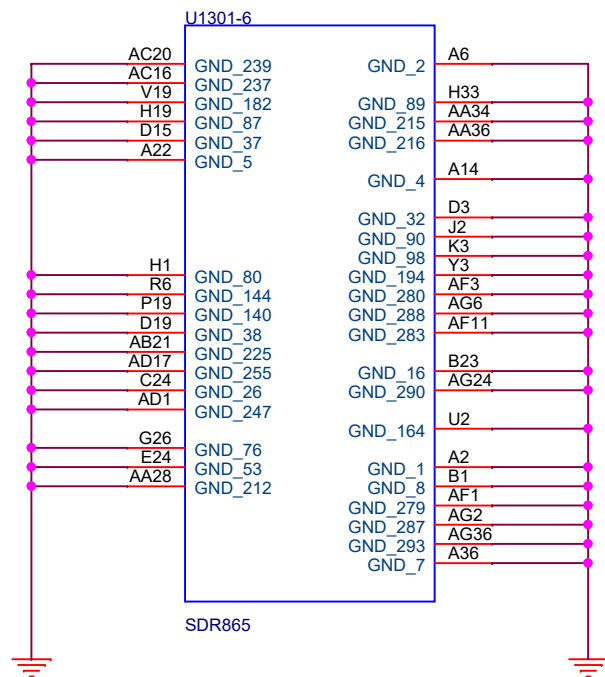 U1301-6
AC20 GND_239 GND_2 A6
AC16 GND_237
V19 GND_182 GND_89 H33
H19 GND_87 GND_215 AA34
D15 GND_37 GND_216 AA36
A22 GND_5
GND_4 A14
GND_32 D3
GND_90 J2
GND_98 K3
H1 GND_80 GND_194 Y3
R6 GND_144 GND_280 AF3
P19 GND_140 GND_288 AG6
D19 GND_38 GND_283 AF11
AB21 GND_225
AD17 GND_255 GND_16 B23
C24 GND_26 GND_290 AG24
AD1 GND_247
GND_164 U2
G26 GND_76
E24 GND_53 GND_1 A2
AA28 GND_212 GND_8 B1
GND_279 AF1
GND_287 AG2
GND_293 AG36
GND_7 A36
SDR865